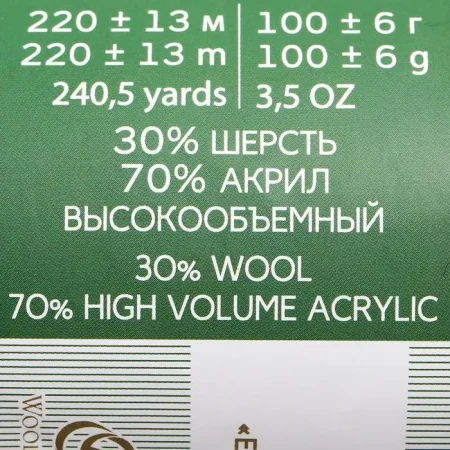 220 ± 13 м 100 ± 6 г
220 ± 13 m 100 ± 6 g
240,5 yards 3,5 OZ
30% ШЕРСТЬ
70% АКРИЛ
ВЫСОКООБЪЕМНЫЙ
30% WOOL
70% HIGH VOLUME ACRYLIC
WOOL